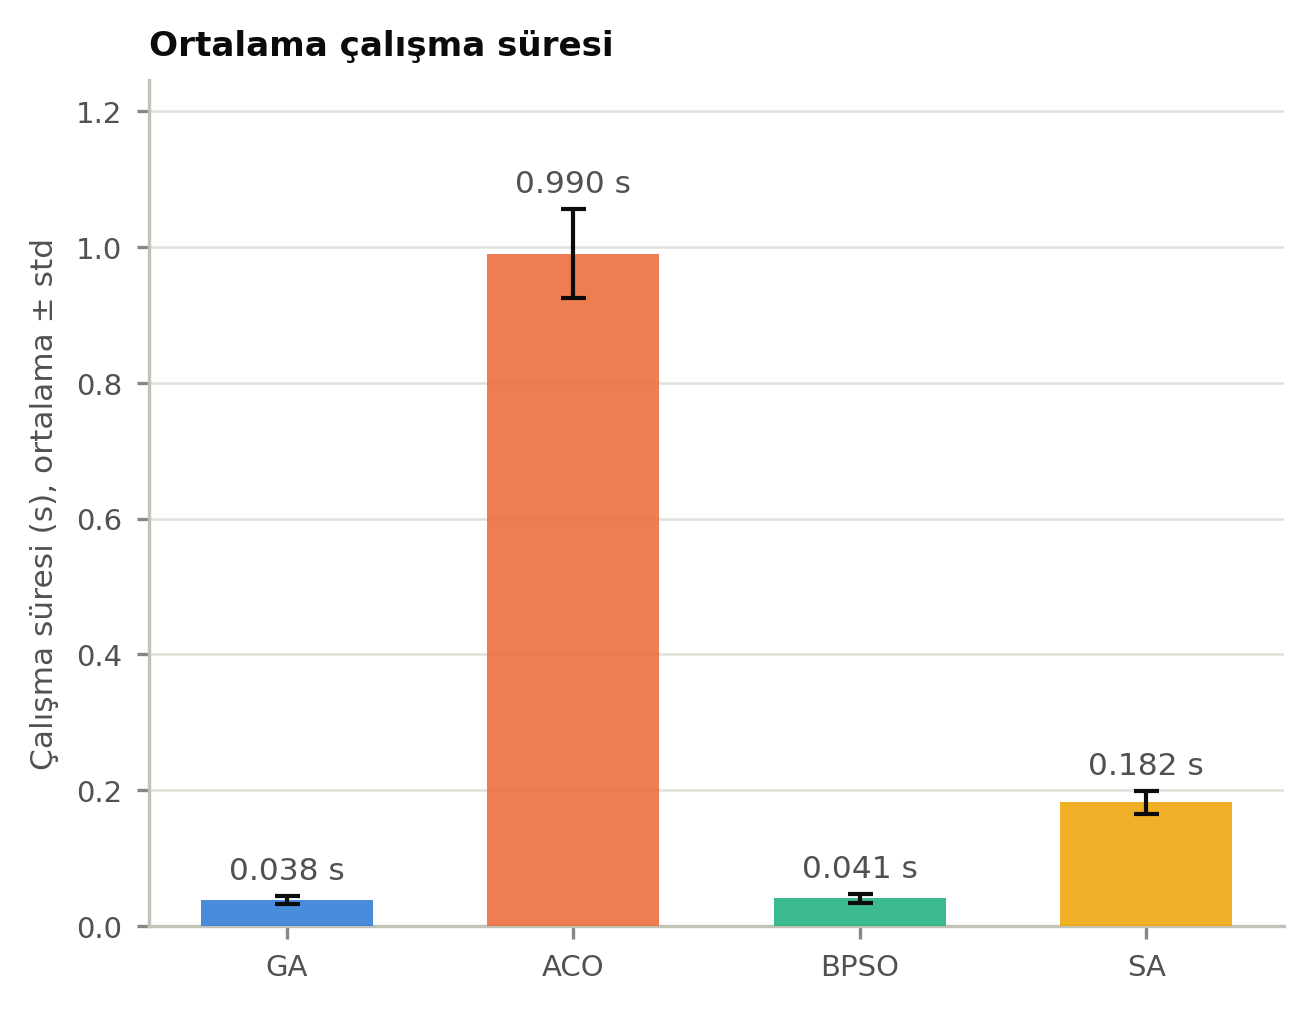 Ortalama çalışma süresi
Çalışma süresi (s), ortalama ± std
1.2
1.0
0.8
0.6
0.4
0.2
0.0
0.038 s
0.990 s
0.041 s
0.182 s
GA
ACO
BPSO
SA